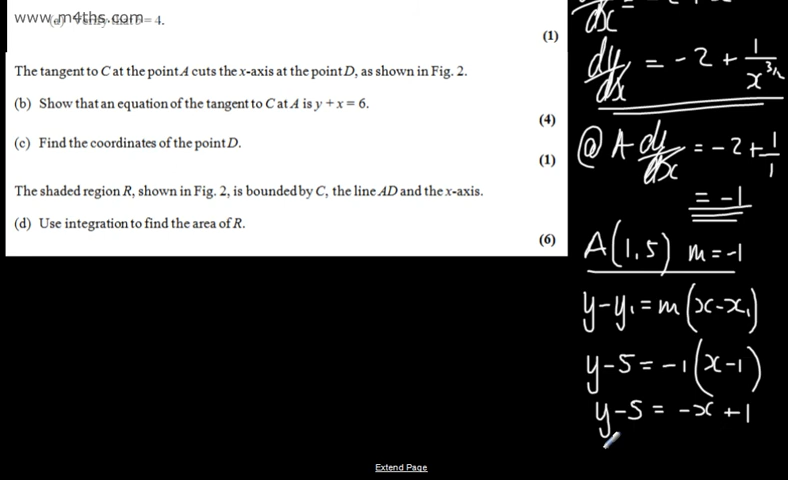 www.m4ths.com = 4.
(1)
The tangent to C at the point A cuts the x-axis at the point D, as shown in Fig. 2.
(b) Show that an equation of the tangent to C at A is y + x = 6.
(4)
(c) Find the coordinates of the point D.
(1)
The shaded region R, shown in Fig. 2, is bounded by C, the line AD and the x-axis.
(d) Use integration to find the area of R.
(6)
dy/dx = -2 + 1/x^{3/2}
@ A dy/dx = -2 + 1/1
= -1
A(1,5) m = -1
y-y₁ = m(x-x₁)
y-5 = -1(x-1)
y-5 = -x +1
y
Extend Page